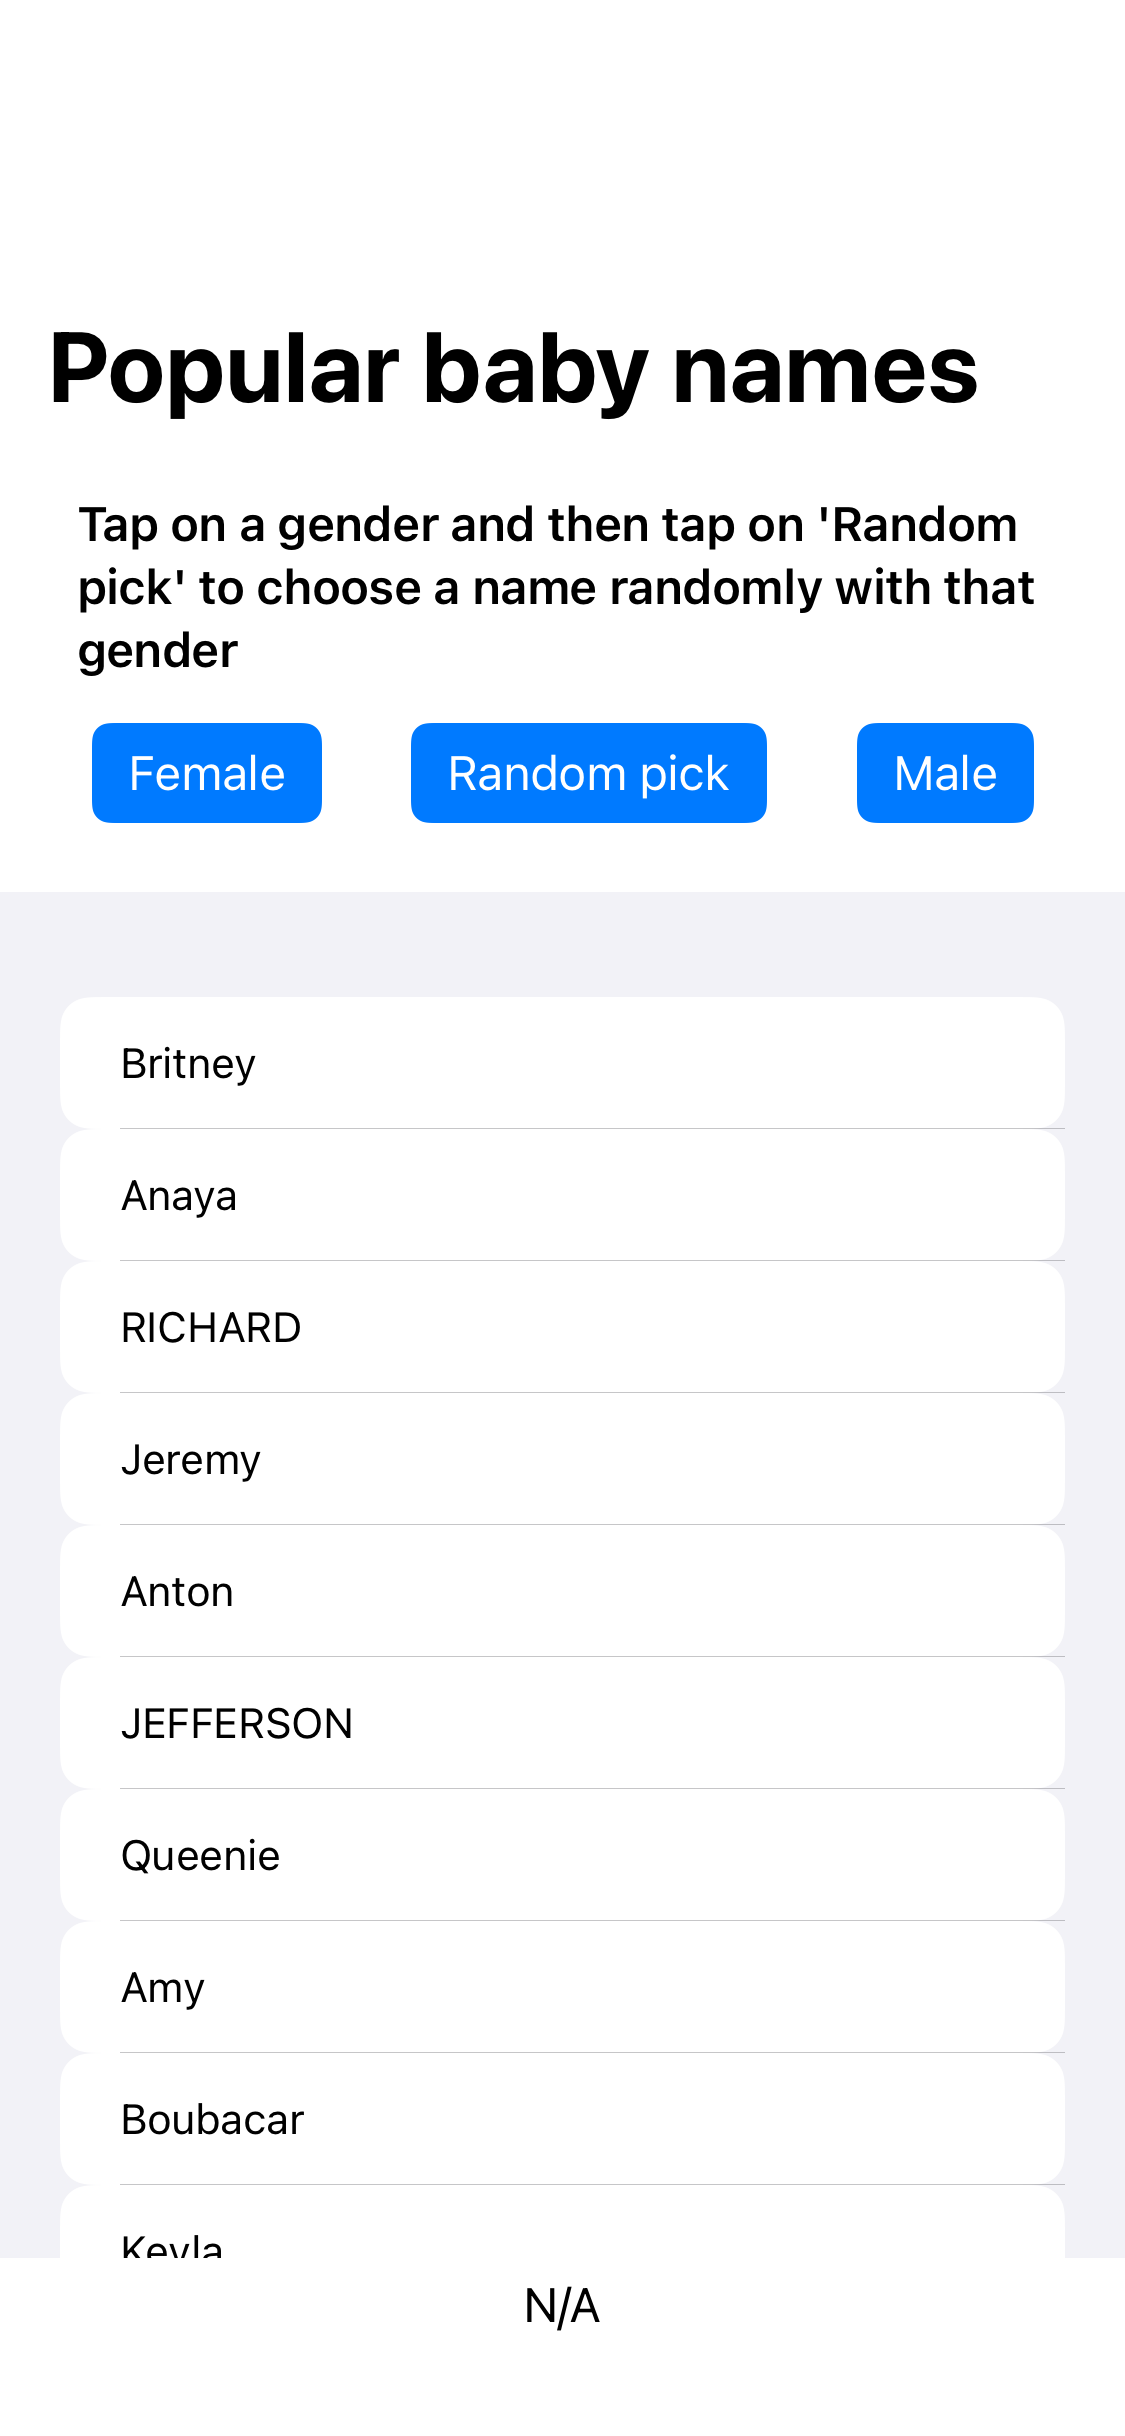 Popular baby names
Tap on a gender and then tap on 'Random
pick' to choose a name randomly with that
gender
Female
Random pick
Male
Britney
Anaya
RICHARD
Jeremy
Anton
JEFFERSON
Queenie
Amy
Boubacar
Keyla
N/A